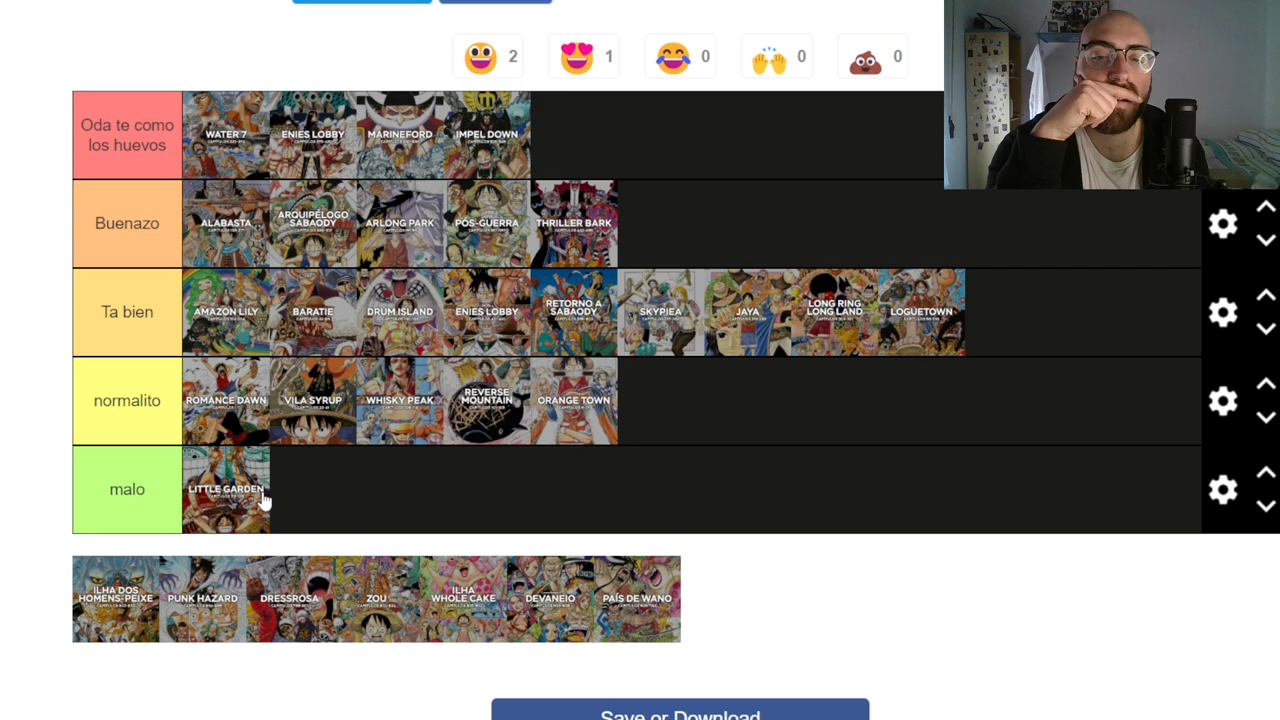 2
1
0
0
0
Oda te como
los huevos
WATER 7
ENIES LOBBY
MARINEFORD
IMPEL DOWN
Buenazo
ALABASTA
ARQUIPÉLOGO
SABAODY
ARLONG PARK
PÓS-GUERRA
THRILLER BARK
Ta bien
AMAZON LILY
BARATIE
DRUM ISLAND
ENIES LOBBY
RETORNO A
SABAODY
SKYPIEA
JAYA
LONG RING
LONG LAND
LOGUETOWN
normalito
ROMANCE DAWN
VILA SYRUP
WHISKY PEAK
REVERSE
MOUNTAIN
ORANGE TOWN
malo
LITTLE GARDEN
ILHA DOS
HOMENS-PEIXE
PUNK HAZARD
DRESSROSA
ZOU
ILHA
WHOLE CAKE
DEVANEIO
PAÍS DE WANO
Save or Download